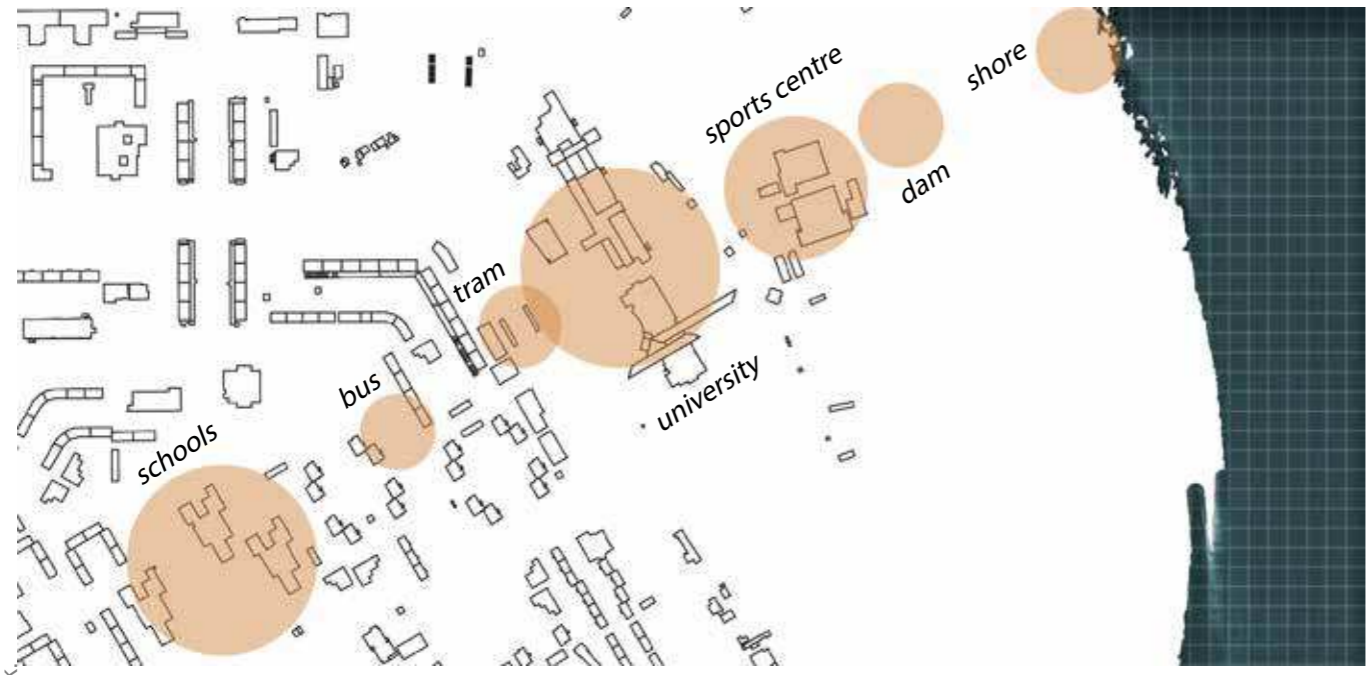 shore
sports centre
dam
tram
university
bus
schools